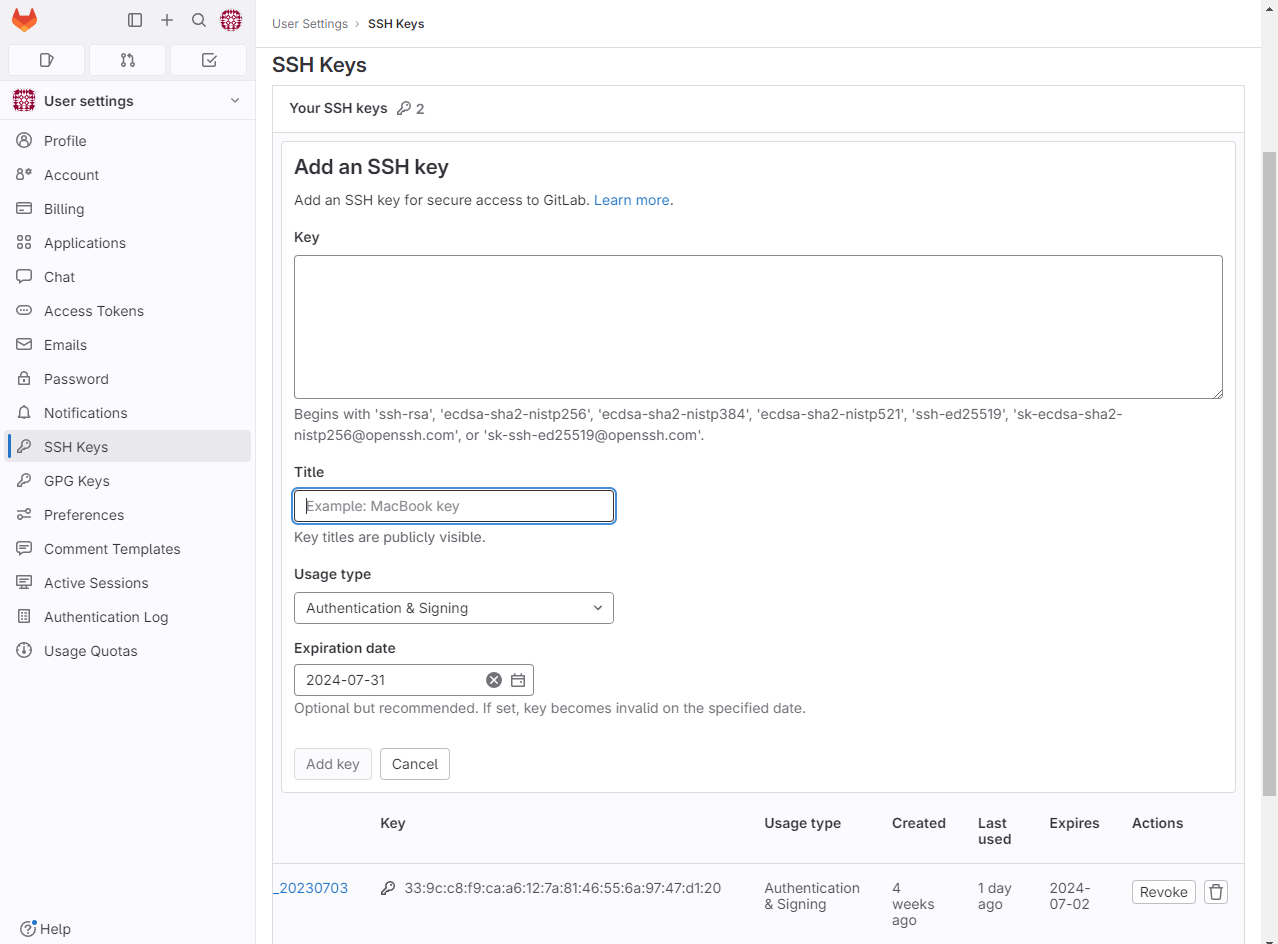 User Settings › SSH Keys
SSH Keys
User settings
Profile
Account
Billing
Applications
Chat
Access Tokens
Emails
Password
Notifications
SSH Keys
GPG Keys
Preferences
Comment Templates
Active Sessions
Authentication Log
Usage Quotas
Help
Your SSH keys 2
Add an SSH key
Add an SSH key for secure access to GitLab. Learn more.
Key
Begins with 'ssh-rsa', 'ecdsa-sha2-nistp256', 'ecdsa-sha2-nistp384', 'ecdsa-sha2-nistp521', 'ssh-ed25519', 'sk-ecdsa-sha2-
nistp256@openssh.com', or 'sk-ssh-ed25519@openssh.com'.
Title
Example: MacBook key
Key titles are publicly visible.
Usage type
Authentication & Signing
Expiration date
2024-07-31
Optional but recommended. If set, key becomes invalid on the specified date.
Add key Cancel
Key Usage type Created Last used Expires Actions
_20230703 33:9c:c8:f9:ca:a6:12:7a:81:46:55:6a:97:47:d1:20 Authentication & Signing 4 weeks ago 1 day ago 2024-07-02 Revoke